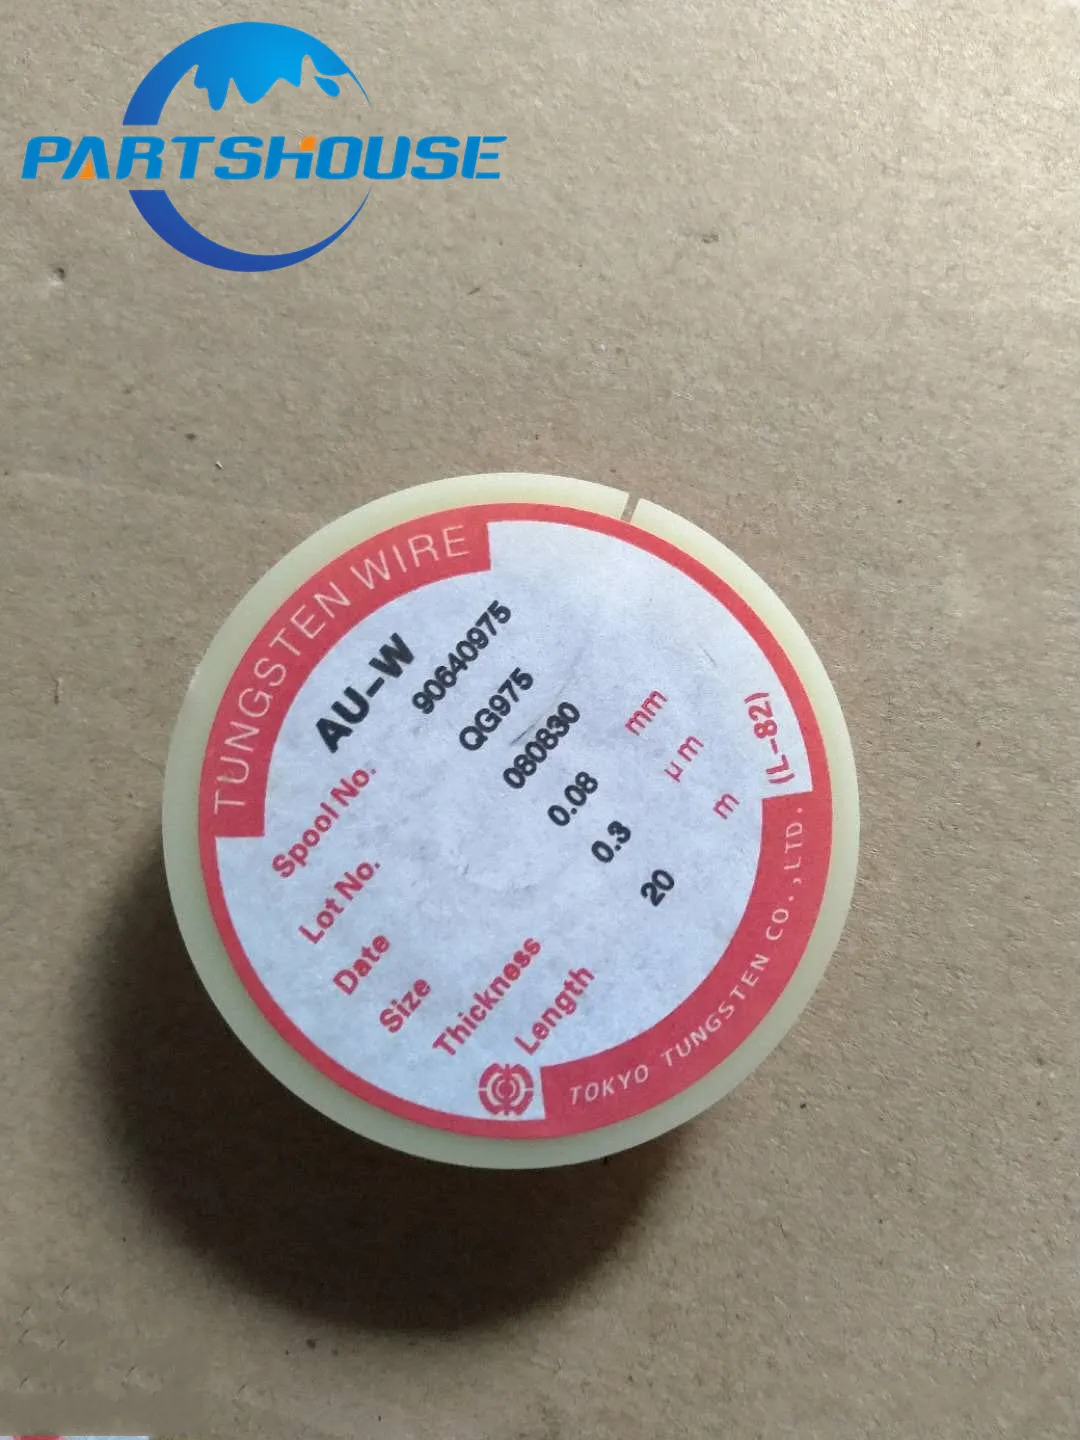 PARTSHOUSE
TUNGSTEN WIRE
AU-W
Spool No. 90640975
Lot No. QG975
Date 080830
Size 0.08 mm
Thickness 0.3 µm
Length 20 m
(L-82)
TOKYO TUNGSTEN CO.,LTD.